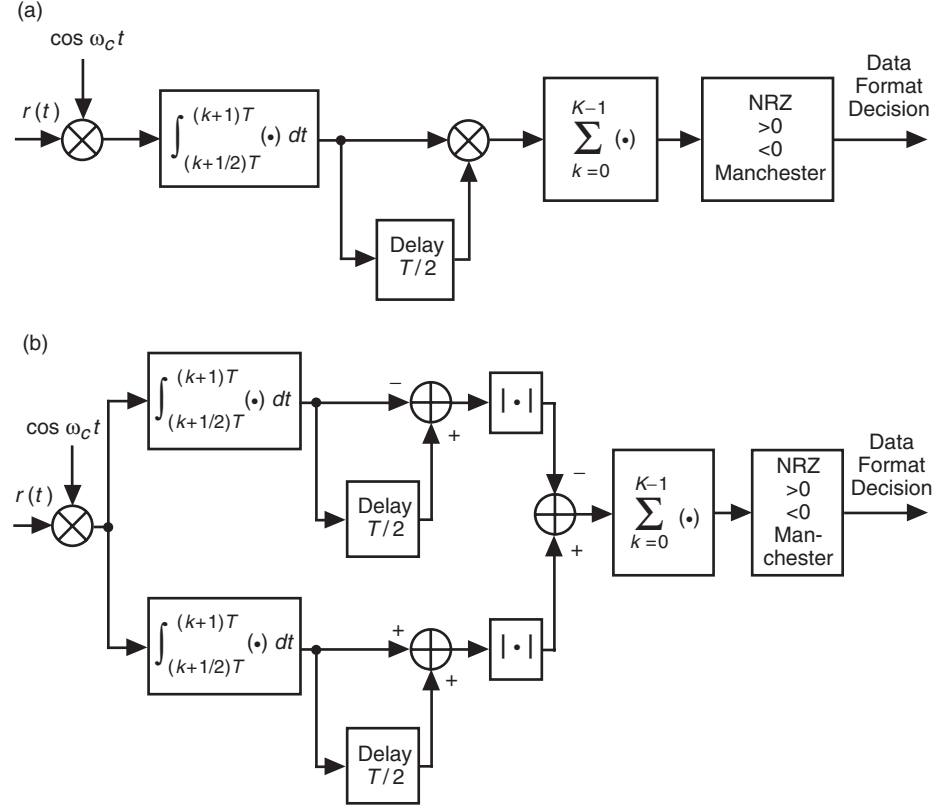 (a)
cos ω_c t
r(t)
∫_{(k+1/2)T}^{(k+1)T} (•) dt
Delay
T/2
K−1
∑ (•)
k=0
NRZ
>0
<0
Manchester
Data
Format
Decision
(b)
cos ω_c t
r(t)
∫_{(k+1/2)T}^{(k+1)T} (•) dt
−
+
Delay
T/2
|•|
−
+
∫_{(k+1/2)T}^{(k+1)T} (•) dt
+
+
Delay
T/2
|•|
K−1
∑ (•)
k=0
NRZ
>0
<0
Man-
chester
Data
Format
Decision